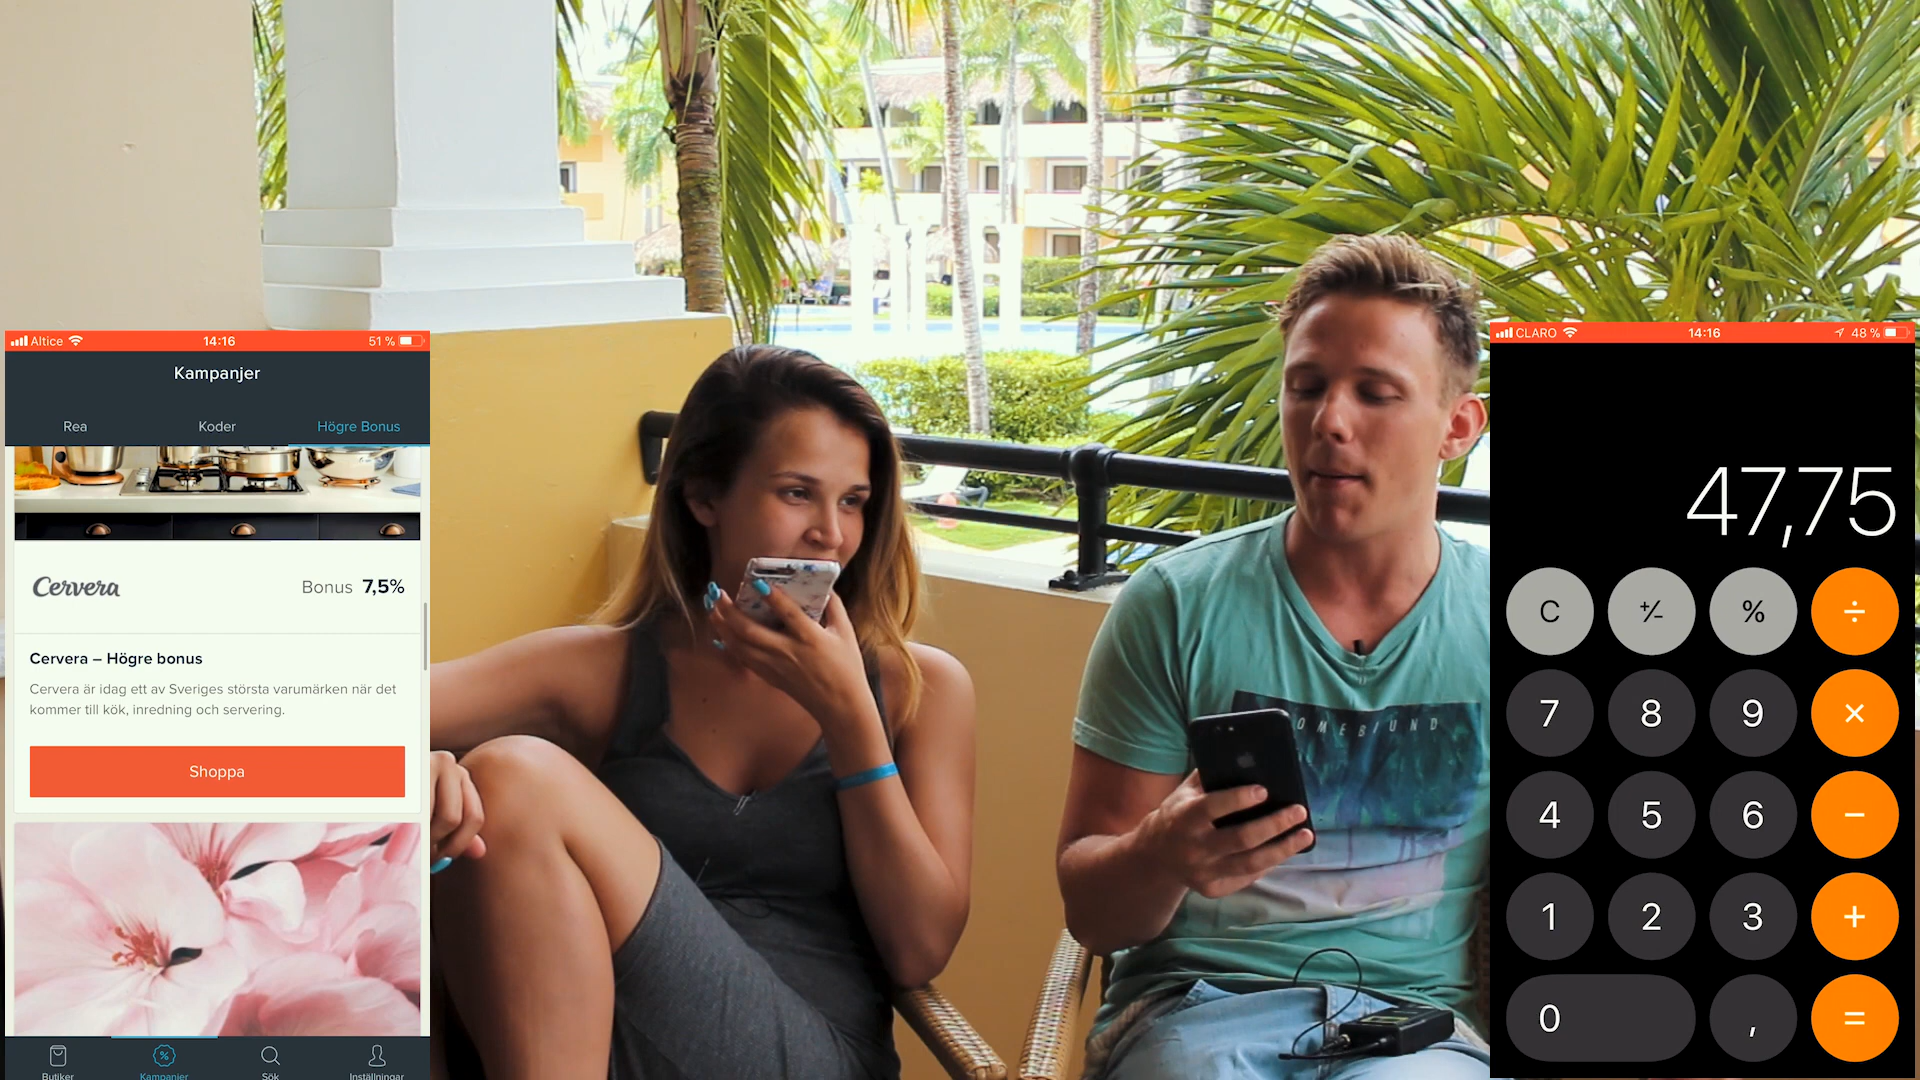 Altice 14:16 51 %
Kampanjer
Rea Koder Högre Bonus
Cervera Bonus 7,5%
Cervera – Högre bonus
Cervera är idag ett av Sveriges största varumärken när det
kommer till kök, inredning och servering.
Shoppa
Butiker Kampanjer Sök Inställningar
OMEBLUND
CLARO 14:16 48 %
47,75
C +/- % ÷
7 8 9 ×
4 5 6 −
1 2 3 +
0 , =